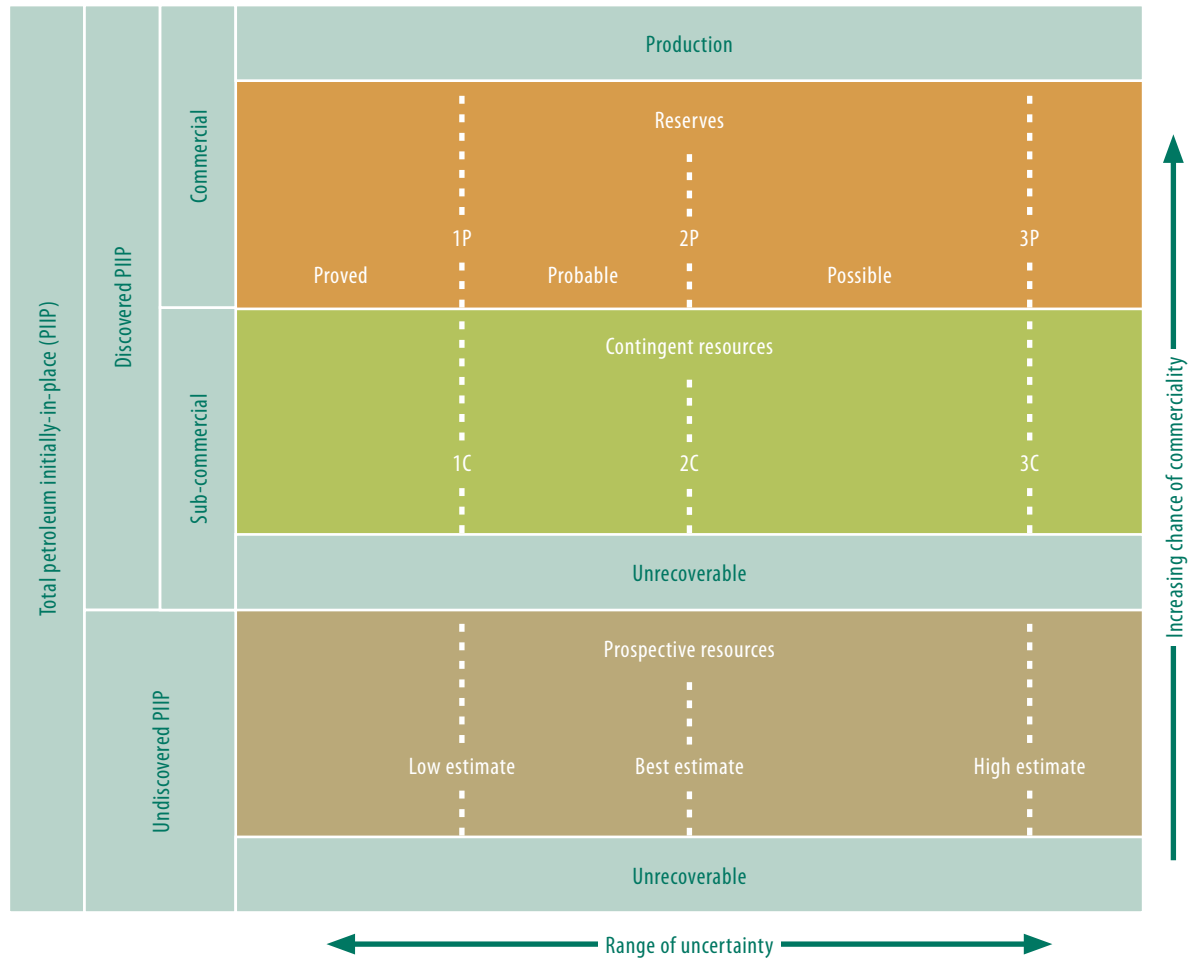 Total petroleum initially-in-place (PIIP)
Discovered PIIP
Undiscovered PIIP
Commercial
Sub-commercial
Production
Reserves
1P 2P 3P
Proved Probable Possible
Contingent resources
1C 2C 3C
Unrecoverable
Prospective resources
Low estimate Best estimate High estimate
Unrecoverable
Increasing chance of commerciality
Range of uncertainty